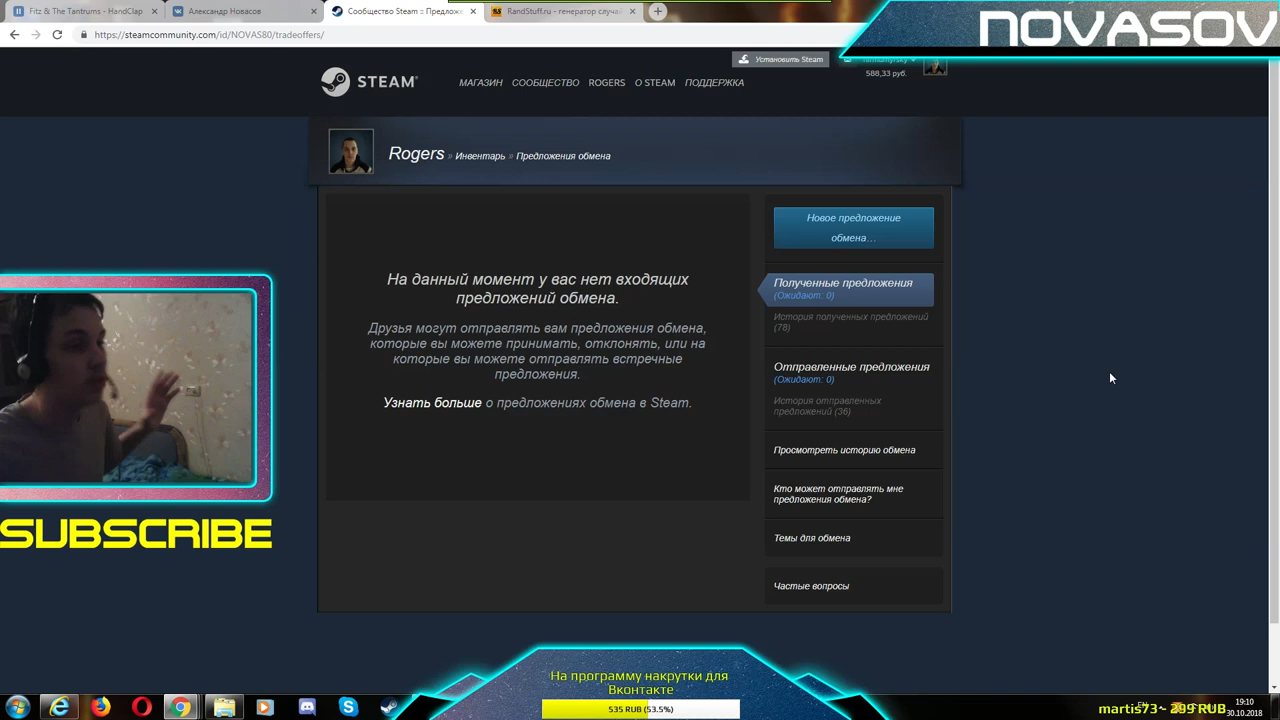 Fitz & The Tantrums - HandClap
Александр Новасов
Сообщество Steam :: Предлож
RandStuff.ru - генератор случай
https://steamcommunity.com/id/NOVAS80/tradeoffers/
NOVASOV
Установить Steam
588,33 руб.
STEAM
МАГАЗИН СООБЩЕСТВО ROGERS О STEAM ПОДДЕРЖКА
Rogers » Инвентарь » Предложения обмена
Новое предложение
обмена…
На данный момент у вас нет входящих
предложений обмена.
Друзья могут отправлять вам предложения обмена,
которые вы можете принимать, отклонять, или на
которые вы можете отправлять встречные
предложения.
Узнать больше о предложениях обмена в Steam.
Полученные предложения
(Ожидают: 0)
История полученных предложений
(78)
Отправленные предложения
(Ожидают: 0)
История отправленных
предложений (36)
Просмотреть историю обмена
Кто может отправлять мне
предложения обмена?
Темы для обмена
Частые вопросы
SUBSCRIBE
На программу накрутки для
Вконтакте
535 RUB (53.5%)
martis73~ 299 RUB
19:10
30.10.2018